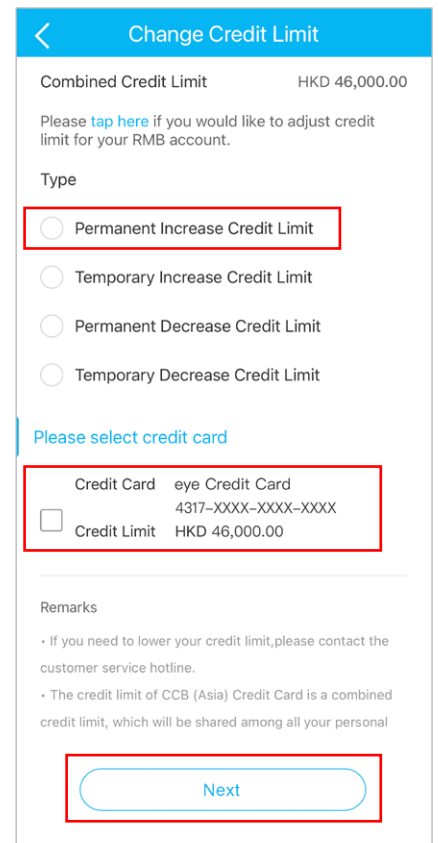 Change Credit Limit
Combined Credit Limit HKD 46,000.00
Please tap here if you would like to adjust credit
limit for your RMB account.
Type
Permanent Increase Credit Limit
Temporary Increase Credit Limit
Permanent Decrease Credit Limit
Temporary Decrease Credit Limit
Please select credit card
Credit Card eye Credit Card
4317–XXXX–XXXX–XXXX
Credit Limit HKD 46,000.00
Remarks
• If you need to lower your credit limit,please contact the
customer service hotline.
• The credit limit of CCB (Asia) Credit Card is a combined
credit limit, which will be shared among all your personal
Next